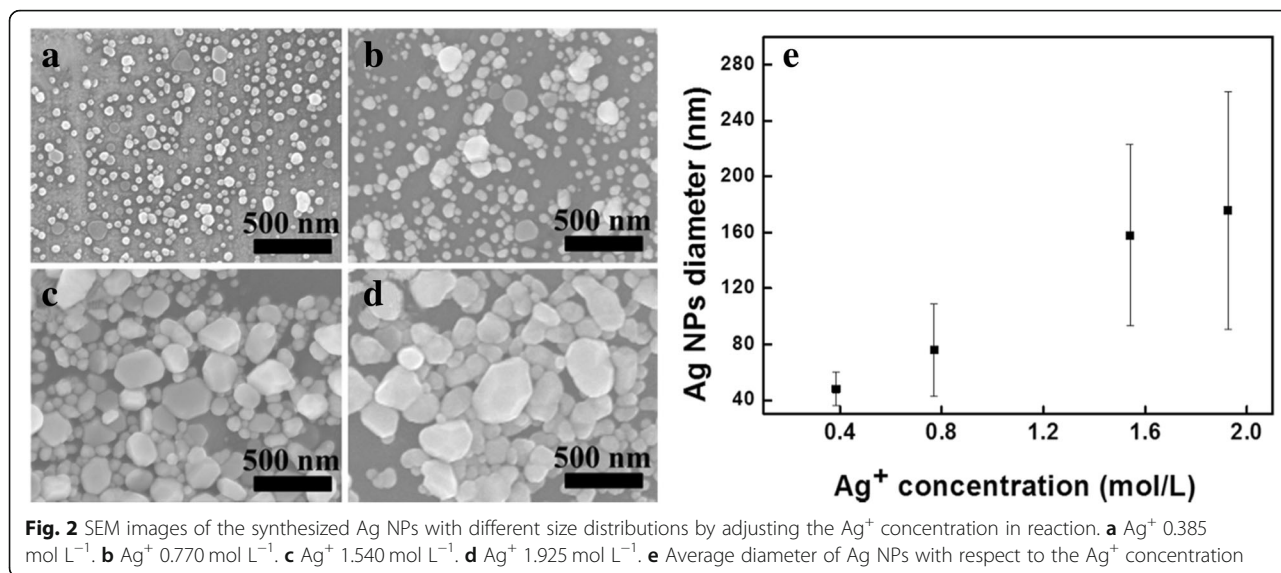 a
500 nm
b
500 nm
c
500 nm
d
500 nm
e
Ag NPs diameter (nm)
280
240
200
160
120
80
40
0.4 0.8 1.2 1.6 2.0
Ag⁺ concentration (mol/L)
Fig. 2 SEM images of the synthesized Ag NPs with different size distributions by adjusting the Ag⁺ concentration in reaction. a Ag⁺ 0.385
mol L⁻¹. b Ag⁺ 0.770 mol L⁻¹. c Ag⁺ 1.540 mol L⁻¹. d Ag⁺ 1.925 mol L⁻¹. e Average diameter of Ag NPs with respect to the Ag⁺ concentration